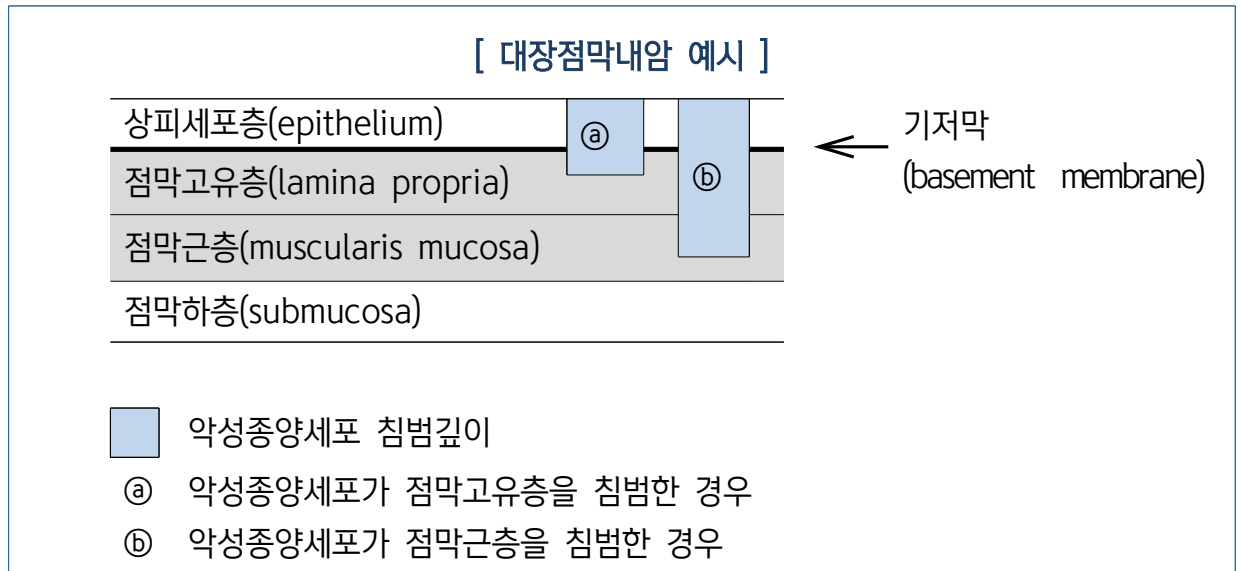 [ 대장점막내암 예시 ]
상피세포층(epithelium)
ⓐ
기저막
(basement membrane)
점막고유층(lamina propria)
ⓑ
점막근층(muscularis mucosa)
점막하층(submucosa)
악성종양세포 침범깊이
ⓐ 악성종양세포가 점막고유층을 침범한 경우
ⓑ 악성종양세포가 점막근층을 침범한 경우